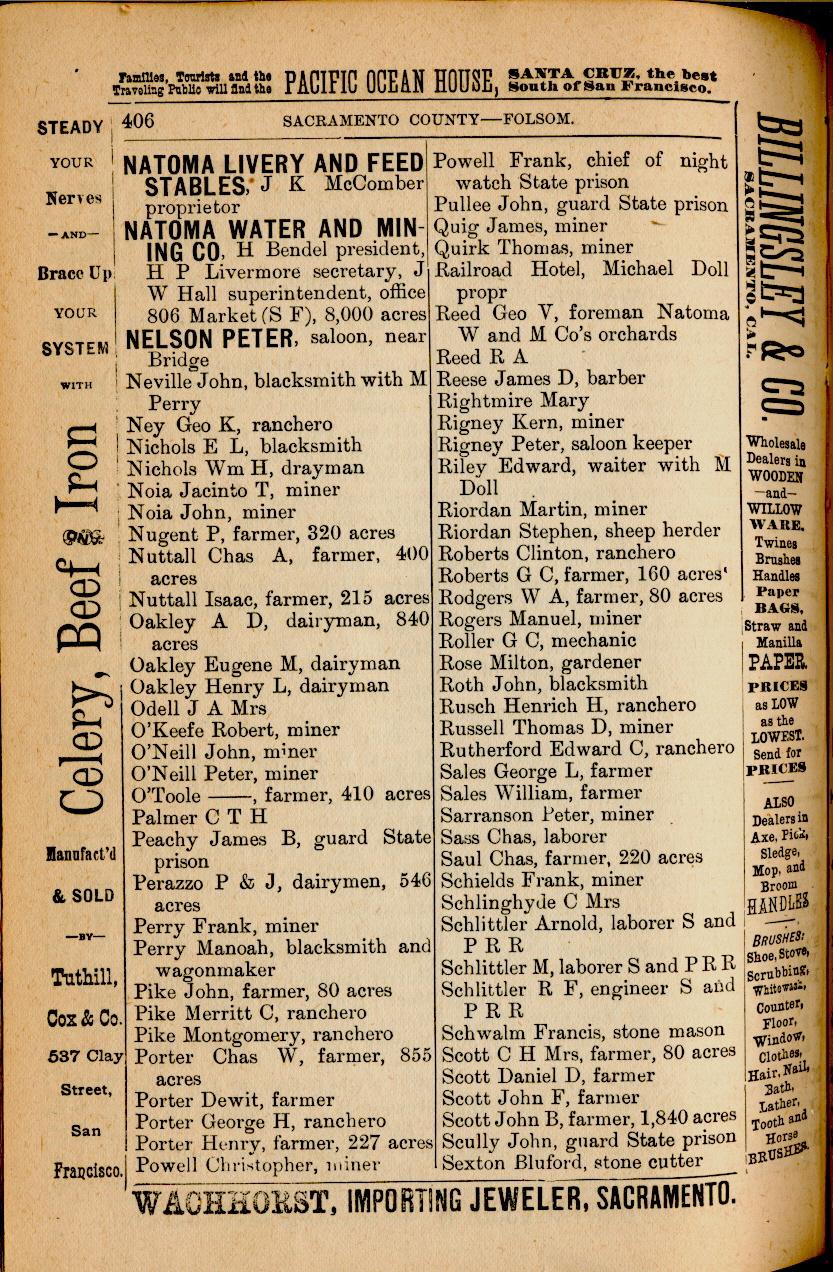 Families, Tourists and the
Traveling Public will find the
PACIFIC OCEAN HOUSE,
SANTA CRUZ, the best
South of San Francisco.
406
SACRAMENTO COUNTY—FOLSOM.
STEADY
YOUR
Nerves
—AND—
Brace Up
YOUR
SYSTEM
WITH
Celery, Beef and Iron
Manufact'd
& SOLD
—BY—
Tuthill,
Cox & Co.
537 Clay
Street,
San
Francisco.
NATOMA LIVERY AND FEED
STABLES, J K McComber
proprietor
NATOMA WATER AND MIN-
ING CO, H Bendel president,
H P Livermore secretary, J
W Hall superintendent, office
806 Market (S F), 8,000 acres
NELSON PETER, saloon, near
Bridge
Neville John, blacksmith with M
Perry
Ney Geo K, ranchero
Nichols E L, blacksmith
Nichols Wm H, drayman
Noia Jacinto T, miner
Noia John, miner
Nugent P, farmer, 320 acres
Nuttall Chas A, farmer, 400
acres
Nuttall Isaac, farmer, 215 acres
Oakley A D, dairyman, 840
acres
Oakley Eugene M, dairyman
Oakley Henry L, dairyman
Odell J A Mrs
O'Keefe Robert, miner
O'Neill John, miner
O'Neill Peter, miner
O'Toole ——, farmer, 410 acres
Palmer C T H
Peachy James B, guard State
prison
Perazzo P & J, dairymen, 546
acres
Perry Frank, miner
Perry Manoah, blacksmith and
wagonmaker
Pike John, farmer, 80 acres
Pike Merritt C, ranchero
Pike Montgomery, ranchero
Porter Chas W, farmer, 855
acres
Porter Dewit, farmer
Porter George H, ranchero
Porter Henry, farmer, 227 acres
Powell Christopher, miner
Powell Frank, chief of night
watch State prison
Pullee John, guard State prison
Quig James, miner
Quirk Thomas, miner
Railroad Hotel, Michael Doll
propr
Reed Geo V, foreman Natoma
W and M Co's orchards
Reed R A
Reese James D, barber
Rightmire Mary
Rigney Kern, miner
Rigney Peter, saloon keeper
Riley Edward, waiter with M
Doll
Riordan Martin, miner
Riordan Stephen, sheep herder
Roberts Clinton, ranchero
Roberts G C, farmer, 160 acres
Rodgers W A, farmer, 80 acres
Rogers Manuel, miner
Roller G C, mechanic
Rose Milton, gardener
Roth John, blacksmith
Rusch Henrich H, ranchero
Russell Thomas D, miner
Rutherford Edward C, ranchero
Sales George L, farmer
Sales William, farmer
Sarranson Peter, miner
Sass Chas, laborer
Saul Chas, farmer, 220 acres
Schields Frank, miner
Schlinghyde C Mrs
Schlittler Arnold, laborer S and
P R R
Schlittler M, laborer S and P R R
Schlittler R F, engineer S and
P R R
Schwalm Francis, stone mason
Scott C H Mrs, farmer, 80 acres
Scott Daniel D, farmer
Scott John F, farmer
Scott John B, farmer, 1,840 acres
Scully John, guard State prison
Sexton Bluford, stone cutter
BILLINGSLEY & CO.
SACRAMENTO, CAL.
Wholesale
Dealers in
WOODEN
—and—
WILLOW
WARE.
Twines
Brushes
Handles
Paper
BAGS,
Straw and
Manilla
PAPER.
PRICES
as LOW
as the
LOWEST.
Send for
PRICES
ALSO
Dealers in
Axe, Pick,
Sledge,
Mop, and
Broom
HANDLES
BRUSHES:
Shoe, Stove,
Scrubbing,
Whitewash,
Counter,
Floor,
Window,
Clothes,
Hair, Nail,
Bath,
Lather,
Tooth and
Horse
BRUSHES.
WACHHORST, IMPORTING JEWELER, SACRAMENTO.